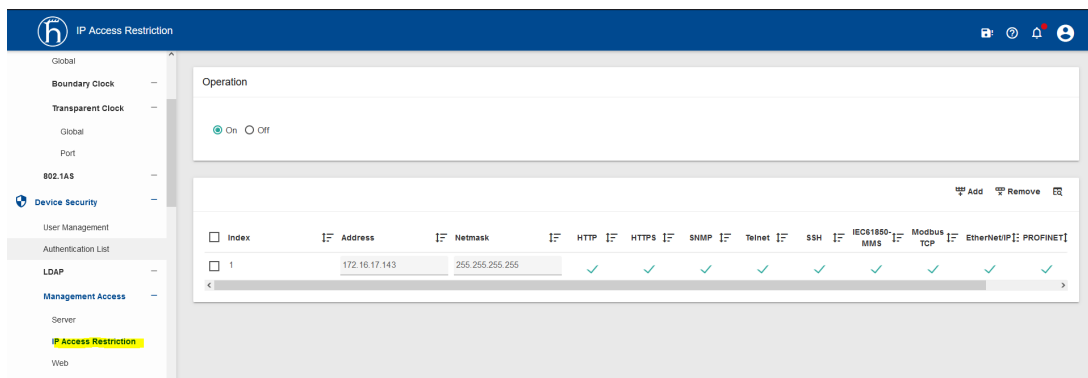 IP Access Restriction
Global
Boundary Clock
Transparent Clock
Global
Port
802.1AS
Device Security
User Management
Authentication List
LDAP
Management Access
Server
IP Access Restriction
Web
Operation
On Off
Add Remove
Index Address Netmask HTTP HTTPS SNMP Telnet SSH IEC61850-MMS Modbus TCP EtherNet/IP PROFINET
1 172.16.17.143 255.255.255.255